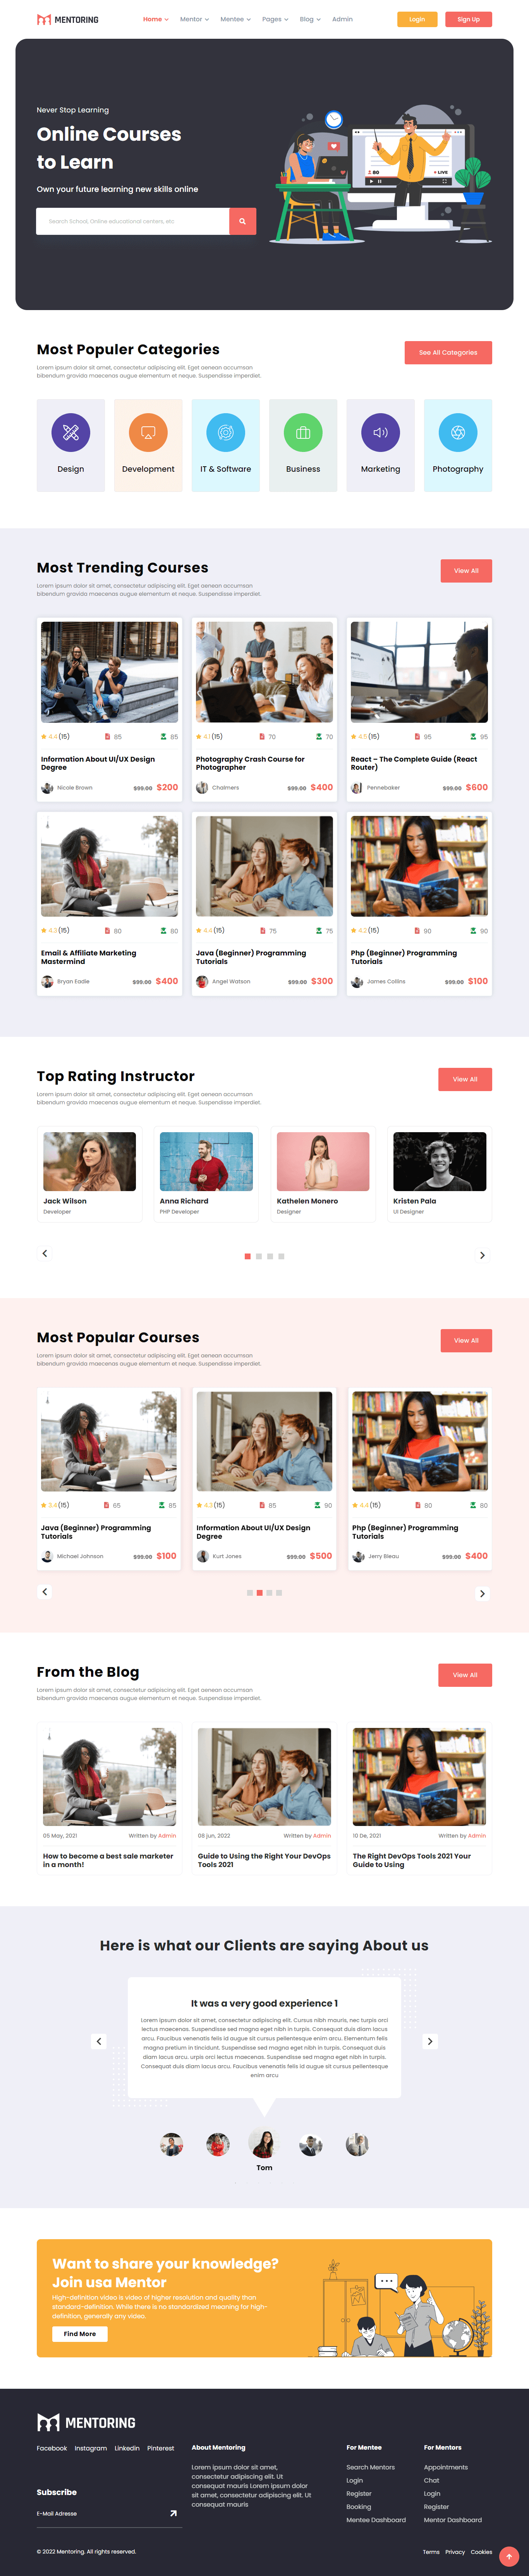 MENTORING
Home Mentor Mentee Pages Blog Admin
Login Sign Up
Never Stop Learning
Online Courses
to Learn
Own your future learning new skills online
Search School, Online educational centers, etc
80
LIVE
Most Populer Categories
See All Categories
Lorem ipsum dolor sit amet, consectetur adipiscing elit. Eget aenean accumsan
bibendum gravida maecenas augue elementum et neque. Suspendisse imperdiet.
Design Development IT & Software Business Marketing Photography
Most Trending Courses
View All
Lorem ipsum dolor sit amet, consectetur adipiscing elit. Eget aenean accumsan
bibendum gravida maecenas augue elementum et neque. Suspendisse imperdiet.
4.4 (15) 85 85
Information About UI/UX Design
Degree
Nicole Brown $99.00 $200
4.1 (15) 70 70
Photography Crash Course for
Photographer
Chalmers $99.00 $400
4.5 (15) 95 95
React – The Complete Guide (React
Router)
Pennebaker $99.00 $600
4.3 (15) 80 80
Email & Affiliate Marketing
Mastermind
Bryan Eadie $99.00 $400
4.4 (15) 75 75
Java (Beginner) Programming
Tutorials
Angel Watson $99.00 $300
4.2 (15) 90 90
Php (Beginner) Programming
Tutorials
James Collins $99.00 $100
Top Rating Instructor
View All
Lorem ipsum dolor sit amet, consectetur adipiscing elit. Eget aenean accumsan
bibendum gravida maecenas augue elementum et neque. Suspendisse imperdiet.
Jack Wilson
Developer
Anna Richard
PHP Developer
Kathelen Monero
Designer
Kristen Pala
UI Designer
Most Popular Courses
View All
Lorem ipsum dolor sit amet, consectetur adipiscing elit. Eget aenean accumsan
bibendum gravida maecenas augue elementum et neque. Suspendisse imperdiet.
3.4 (15) 65 85
Java (Beginner) Programming
Tutorials
Michael Johnson $99.00 $100
4.3 (15) 85 90
Information About UI/UX Design
Degree
Kurt Jones $99.00 $500
4.4 (15) 80 80
Php (Beginner) Programming
Tutorials
Jerry Bleau $99.00 $400
From the Blog
View All
Lorem ipsum dolor sit amet, consectetur adipiscing elit. Eget aenean accumsan
bibendum gravida maecenas augue elementum et neque. Suspendisse imperdiet.
05 May, 2021 Written by Admin
How to become a best sale marketer
in a month!
08 jun, 2022 Written by Admin
Guide to Using the Right Your DevOps
Tools 2021
10 De, 2021 Written by Admin
The Right DevOps Tools 2021 Your
Guide to Using
Here is what our Clients are saying About us
It was a very good experience 1
Lorem ipsum dolor sit amet, consectetur adipiscing elit. Cursus nibh mauris, nec turpis orci
lectus maecenas. Suspendisse sed magna eget nibh in turpis. Consequat duis diam lacus
arcu. Faucibus venenatis felis id augue sit cursus pellentesque enim arcu. Elementum felis
magna pretium in tincidunt. Suspendisse sed magna eget nibh in turpis. Consequat duis
diam lacus arcu. urpis orci lectus maecenas. Suspendisse sed magna eget nibh in turpis.
Consequat duis diam lacus arcu. Faucibus venenatis felis id augue sit cursus pellentesque
enim arcu
Tom
Want to share your knowledge?
Join usa Mentor
High-definition video is video of higher resolution and quality than
standard-definition. While there is no standardized meaning for high-
definition, generally any video.
Find More
MENTORING
Facebook Instagram Linkedin Pinterest
Subscribe
E-Mail Adresse
About Mentoring
Lorem ipsum dolor sit amet,
consectetur adipiscing elit. Ut
consequat mauris Lorem ipsum dolor
sit amet, consectetur adipiscing elit. Ut
consequat mauris
For Mentee
Search Mentors
Login
Register
Booking
Mentee Dashboard
For Mentors
Appointments
Chat
Login
Register
Mentor Dashboard
© 2022 Mentoring. All rights reserved.
Terms Privacy Cookies